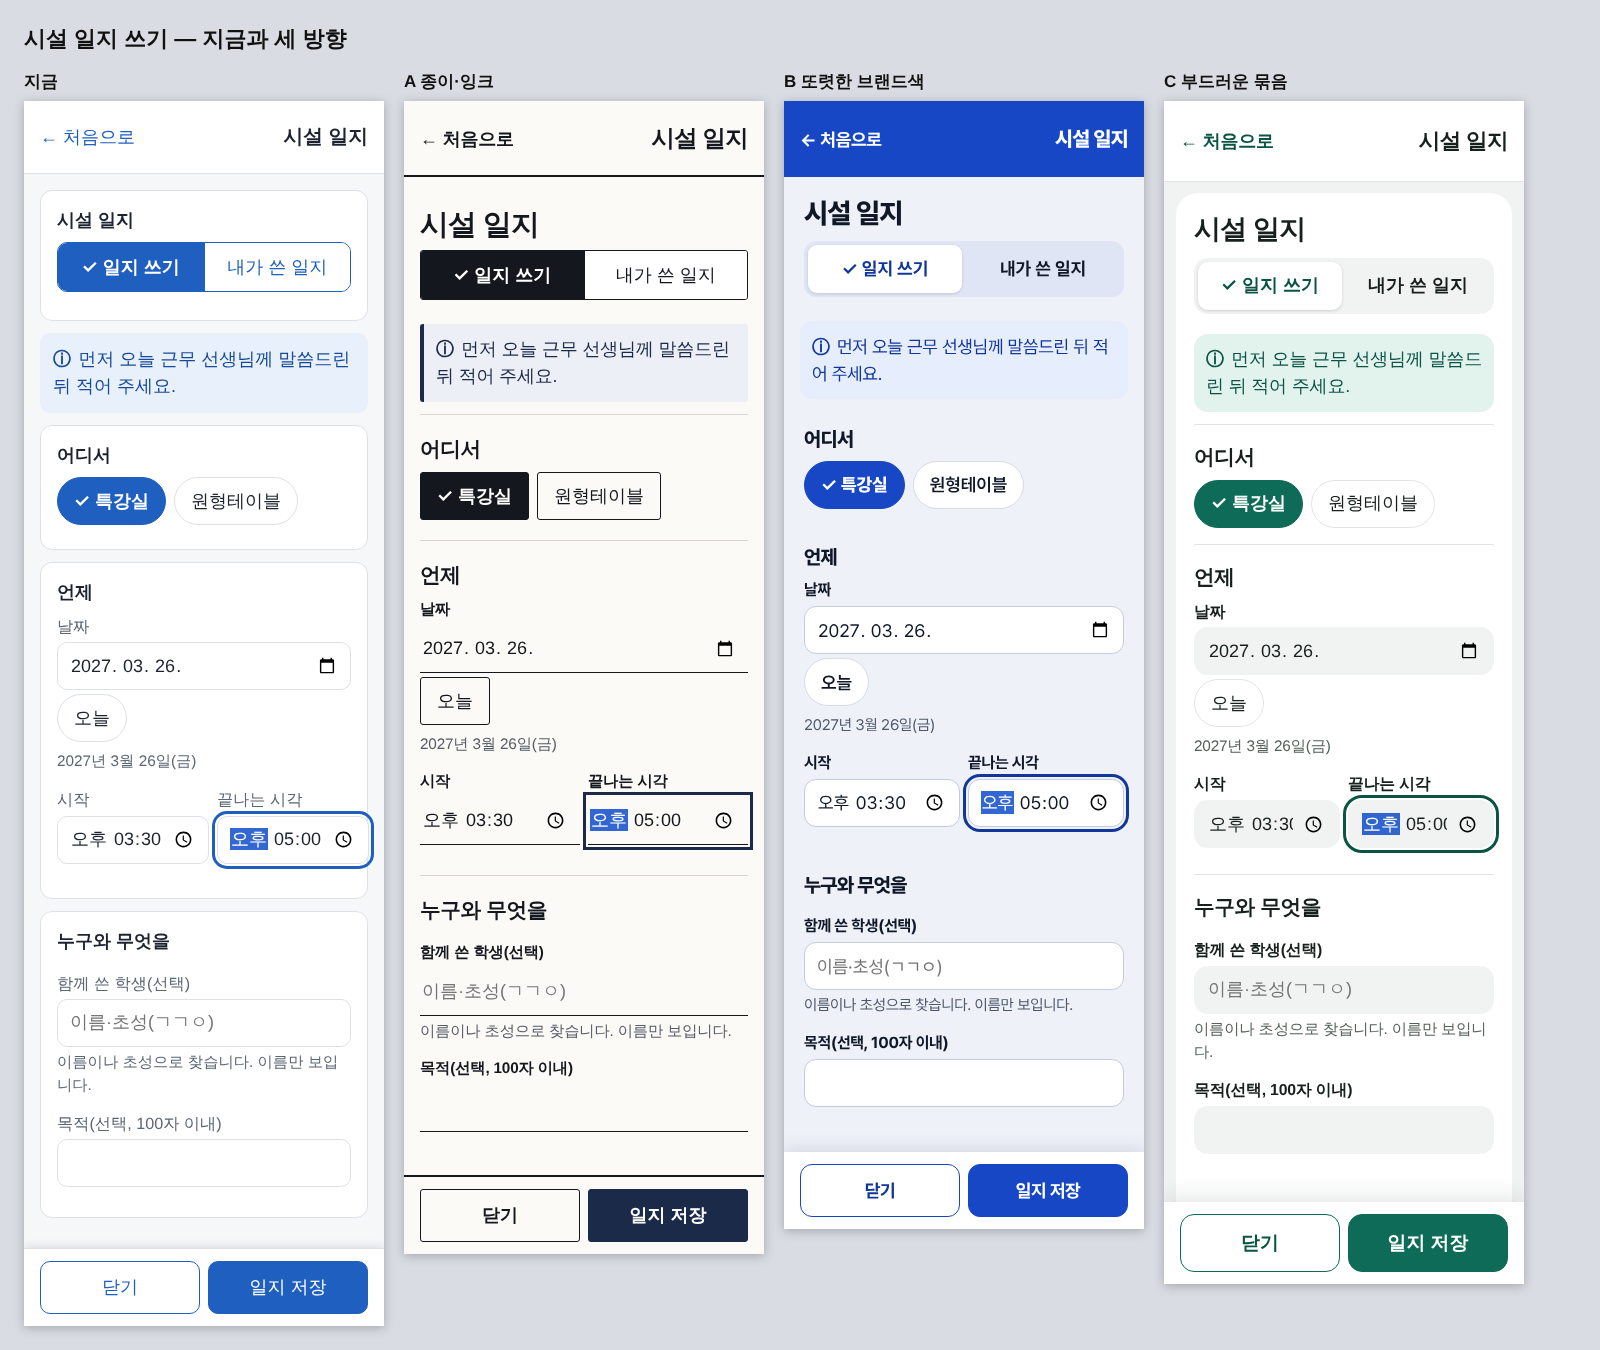 시설 일지 쓰기 — 지금과 세 방향
지금
← 처음으로
시설 일지
시설 일지
✓ 일지 쓰기
내가 쓴 일지
ⓘ 먼저 오늘 근무 선생님께 말씀드린
뒤 적어 주세요.
어디서
✓ 특강실
원형테이블
언제
날짜
2027. 03. 26.
오늘
2027년 3월 26일(금)
시작
끝나는 시각
오후 03:30
오후 05:00
누구와 무엇을
함께 쓴 학생(선택)
이름·초성(ㄱㄱㅇ)
이름이나 초성으로 찾습니다. 이름만 보입
니다.
목적(선택, 100자 이내)
닫기
일지 저장
A 종이·잉크
← 처음으로
시설 일지
시설 일지
✓ 일지 쓰기
내가 쓴 일지
ⓘ 먼저 오늘 근무 선생님께 말씀드린
뒤 적어 주세요.
어디서
✓ 특강실
원형테이블
언제
날짜
2027. 03. 26.
오늘
2027년 3월 26일(금)
시작
끝나는 시각
오후 03:30
오후 05:00
누구와 무엇을
함께 쓴 학생(선택)
이름·초성(ㄱㄱㅇ)
이름이나 초성으로 찾습니다. 이름만 보입니다.
목적(선택, 100자 이내)
닫기
일지 저장
B 또렷한 브랜드색
← 처음으로
시설 일지
시설 일지
✓ 일지 쓰기
내가 쓴 일지
ⓘ 먼저 오늘 근무 선생님께 말씀드린 뒤 적
어 주세요.
어디서
✓ 특강실
원형테이블
언제
날짜
2027. 03. 26.
오늘
2027년 3월 26일(금)
시작
끝나는 시각
오후 03:30
오후 05:00
누구와 무엇을
함께 쓴 학생(선택)
이름·초성(ㄱㄱㅇ)
이름이나 초성으로 찾습니다. 이름만 보입니다.
목적(선택, 100자 이내)
닫기
일지 저장
C 부드러운 묶음
← 처음으로
시설 일지
시설 일지
✓ 일지 쓰기
내가 쓴 일지
ⓘ 먼저 오늘 근무 선생님께 말씀드
린 뒤 적어 주세요.
어디서
✓ 특강실
원형테이블
언제
날짜
2027. 03. 26.
오늘
2027년 3월 26일(금)
시작
끝나는 시각
오후 03:30
오후 05:00
누구와 무엇을
함께 쓴 학생(선택)
이름·초성(ㄱㄱㅇ)
이름이나 초성으로 찾습니다. 이름만 보입니
다.
목적(선택, 100자 이내)
닫기
일지 저장